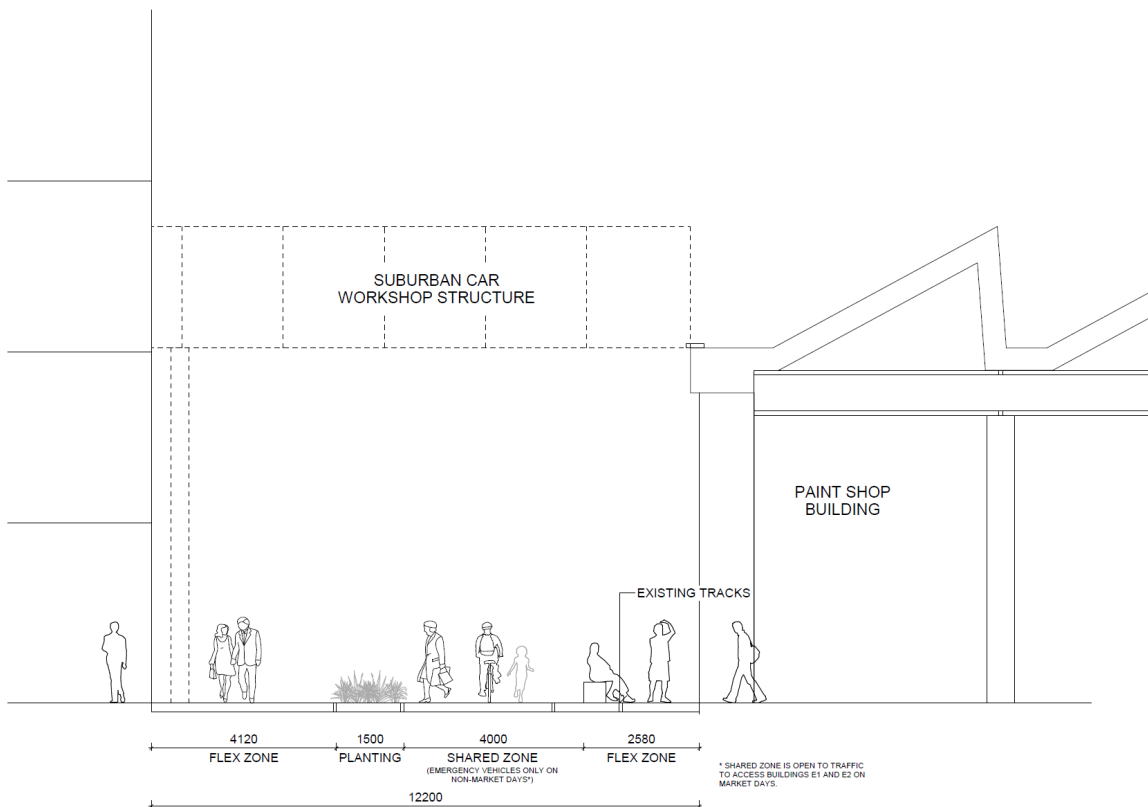 SUBURBAN CAR
WORKSHOP STRUCTURE
PAINT SHOP
BUILDING
EXISTING TRACKS
4120
FLEX ZONE
1500
PLANTING
4000
SHARED ZONE
(EMERGENCY VEHICLES ONLY ON
NON-MARKET DAYS*)
2580
FLEX ZONE
* SHARED ZONE IS OPEN TO TRAFFIC
TO ACCESS BUILDINGS E1 AND E2 ON
MARKET DAYS.
12200